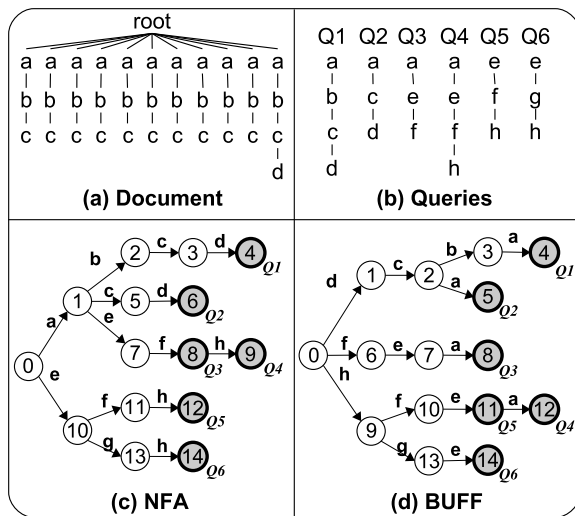 root
a a a a a a a a a a
b b b b b b b b b b
c c c c c c c c c c
d
(a) Document
Q1 Q2 Q3 Q4 Q5 Q6
a a a a e e
b c e e f g
c d f f h h
d h
(b) Queries
b 2 c 3 d 4 Q1
1 c 5 d 6 Q2
a e 7 f 8 Q3 h 9 Q4
0
e f 11 h 12 Q5
10 g 13 h 14 Q6
(c) NFA
b 3 a 4 Q1
d 1 c 2 a 5 Q2
0 f 6 e 7 a 8 Q3
h f 10 e 11 Q5 a 12 Q4
9 g 13 e 14 Q6
(d) BUFF